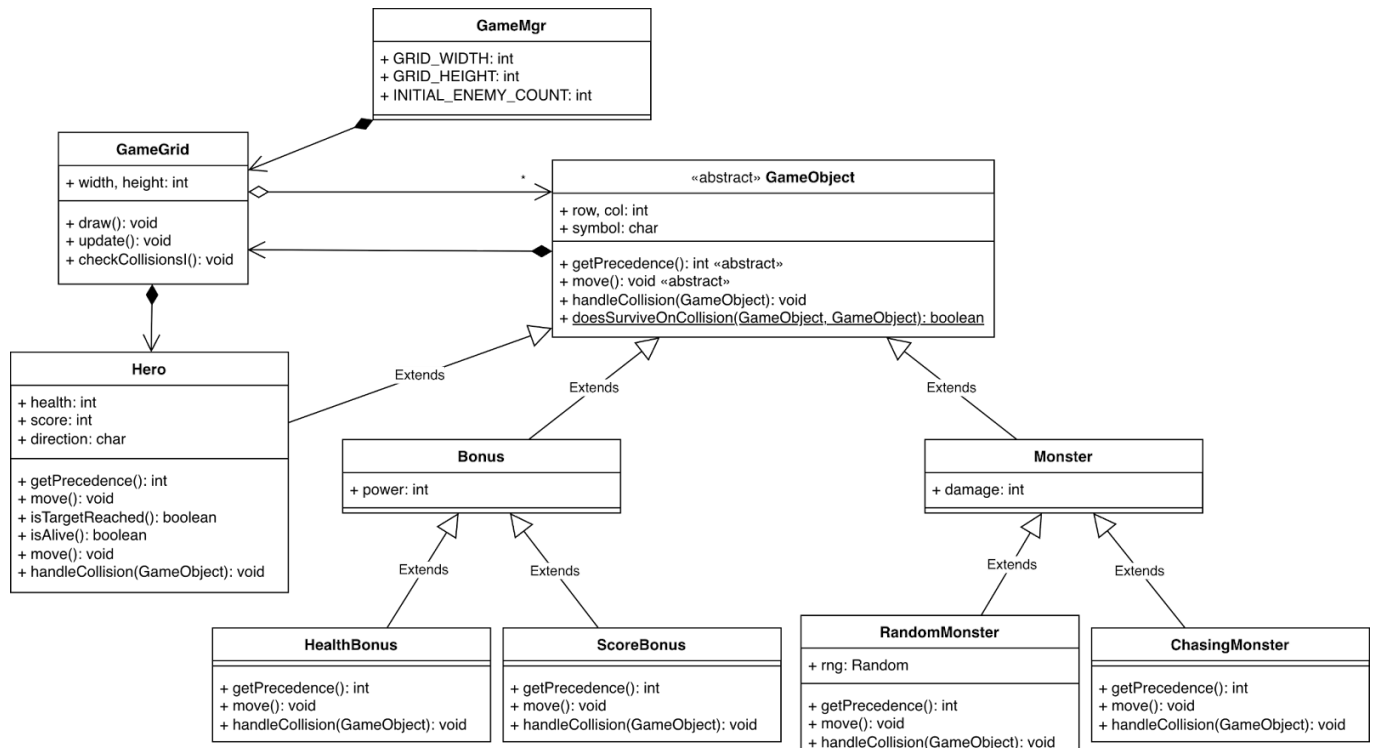 GameMgr
+ GRID_WIDTH: int
+ GRID_HEIGHT: int
+ INITIAL_ENEMY_COUNT: int
GameGrid
+ width, height: int
+ draw(): void
+ update(): void
+ checkCollisionsI(): void
*
«abstract» GameObject
+ row, col: int
+ symbol: char
+ getPrecedence(): int «abstract»
+ move(): void «abstract»
+ handleCollision(GameObject): void
+ doesSurviveOnCollision(GameObject, GameObject): boolean
Hero
+ health: int
+ score: int
+ direction: char
+ getPrecedence(): int
+ move(): void
+ isTargetReached(): boolean
+ isAlive(): boolean
+ move(): void
+ handleCollision(GameObject): void
Extends
Extends
Extends
Bonus
+ power: int
Monster
+ damage: int
Extends
Extends
Extends
Extends
HealthBonus
+ getPrecedence(): int
+ move(): void
+ handleCollision(GameObject): void
ScoreBonus
+ getPrecedence(): int
+ move(): void
+ handleCollision(GameObject): void
RandomMonster
+ rng: Random
+ getPrecedence(): int
+ move(): void
+ handleCollision(GameObject): void
ChasingMonster
+ getPrecedence(): int
+ move(): void
+ handleCollision(GameObject): void